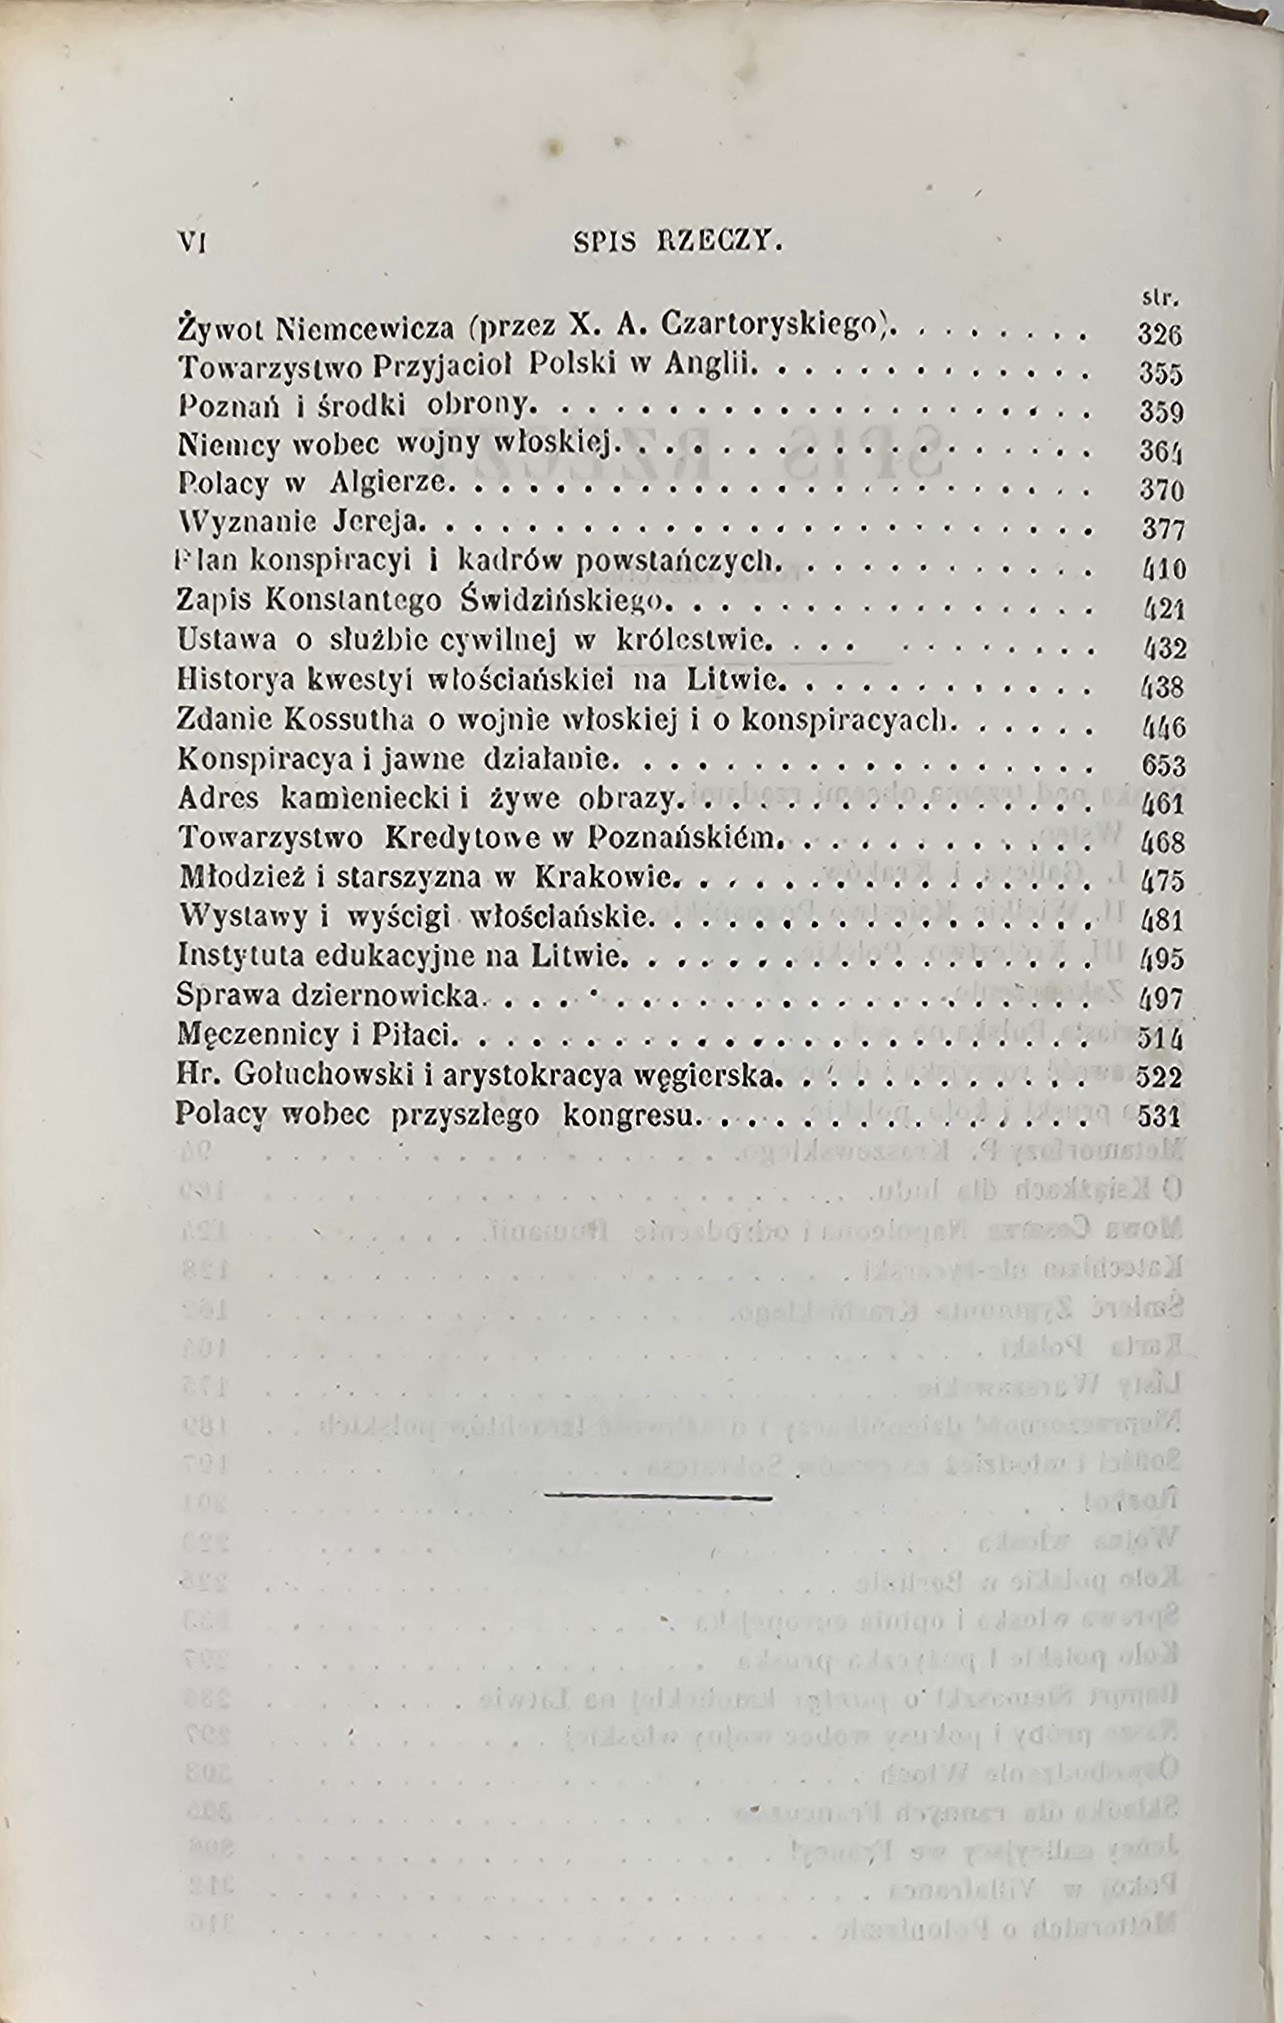 VI SPIS RZECZY.
str.
Żywot Niemcewicza (przez X. A. Czartoryskiego). . . . . . . . 326
Towarzystwo Przyjacioł Polski w Anglii. . . . . . . . . . . . . 355
Poznań i środki obrony. . . . . . . . . . . . . . . . . . . . . 359
Niemcy wobec wojny włoskiej. . . . . . . . . . . . . . . . . . 364
Polacy w Algierze. . . . . . . . . . . . . . . . . . . . . . . . 370
Wyznanie Jereja. . . . . . . . . . . . . . . . . . . . . . . . . 377
Plan konspiracyi i kadrów powstańczych. . . . . . . . . . . . 410
Zapis Konstantego Świdzińskiego. . . . . . . . . . . . . . . . 421
Ustawa o służbie cywilnej w królestwie. . . . . . . . . . . . 432
Historya kwestyi włościańskiei na Litwie. . . . . . . . . . . . 438
Zdanie Kossutha o wojnie włoskiej i o konspiracyach. . . . . . 446
Konspiracya i jawne działanie. . . . . . . . . . . . . . . . . . 653
Adres kamieniecki i żywe obrazy. . . . . . . . . . . . . . . . 461
Towarzystwo Kredytowe w Poznańskiém. . . . . . . . . . . . 468
Młodzież i starszyzna w Krakowie. . . . . . . . . . . . . . . . 475
Wystawy i wyścigi włościańskie. . . . . . . . . . . . . . . . . 481
Instytuta edukacyjne na Litwie. . . . . . . . . . . . . . . . . . 495
Sprawa dziernowicka. . . . . . . . . . . . . . . . . . . . . . . 497
Męczennicy i Piłaci. . . . . . . . . . . . . . . . . . . . . . . . 514
Hr. Gołuchowski i arystokracya węgierska. . . . . . . . . . . . 522
Polacy wobec przyszłego kongresu. . . . . . . . . . . . . . . 531